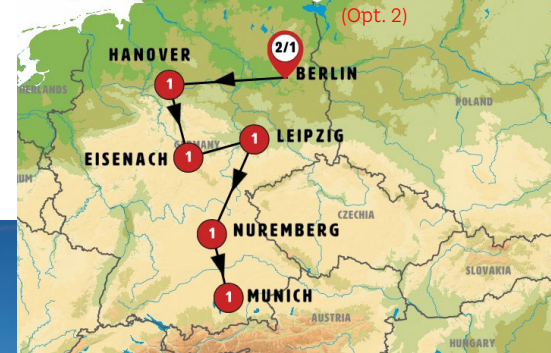 (Opt. 2)
HANOVER
2/1
BERLIN
1
POLAND
LEIPZIG
1
GERMANY
EISENACH
1
1
NUREMBERG
CZECHIA
SLOVAKIA
1
MUNICH
AUSTRIA
HUNGARY